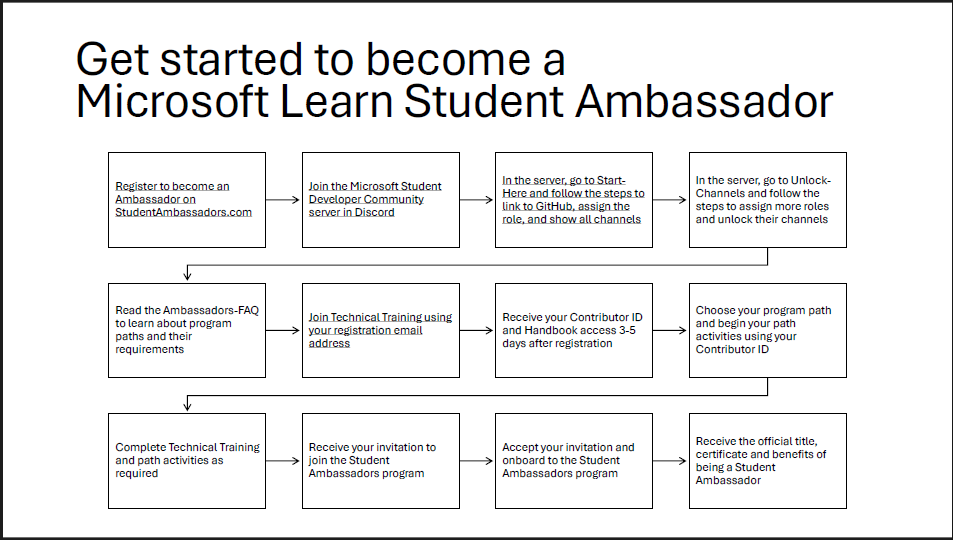 Get started to become a
Microsoft Learn Student Ambassador
Register to become an
Ambassador on
StudentAmbassadors.com
Join the Microsoft Student
Developer Community
server in Discord
In the server, go to Start-
Here and follow the steps to
link to GitHub, assign the
role, and show all channels
In the server, go to Unlock-
Channels and follow the
steps to assign more roles
and unlock their channels
Read the Ambassadors-FAQ
to learn about program
paths and their
requirements
Join Technical Training using
your registration email
address
Receive your Contributor ID
and Handbook access 3-5
days after registration
Choose your program path
and begin your path
activities using your
Contributor ID
Complete Technical Training
and path activities as
required
Receive your invitation to
join the Student
Ambassadors program
Accept your invitation and
onboard to the Student
Ambassadors program
Receive the official title,
certificate and benefits of
being a Student
Ambassador